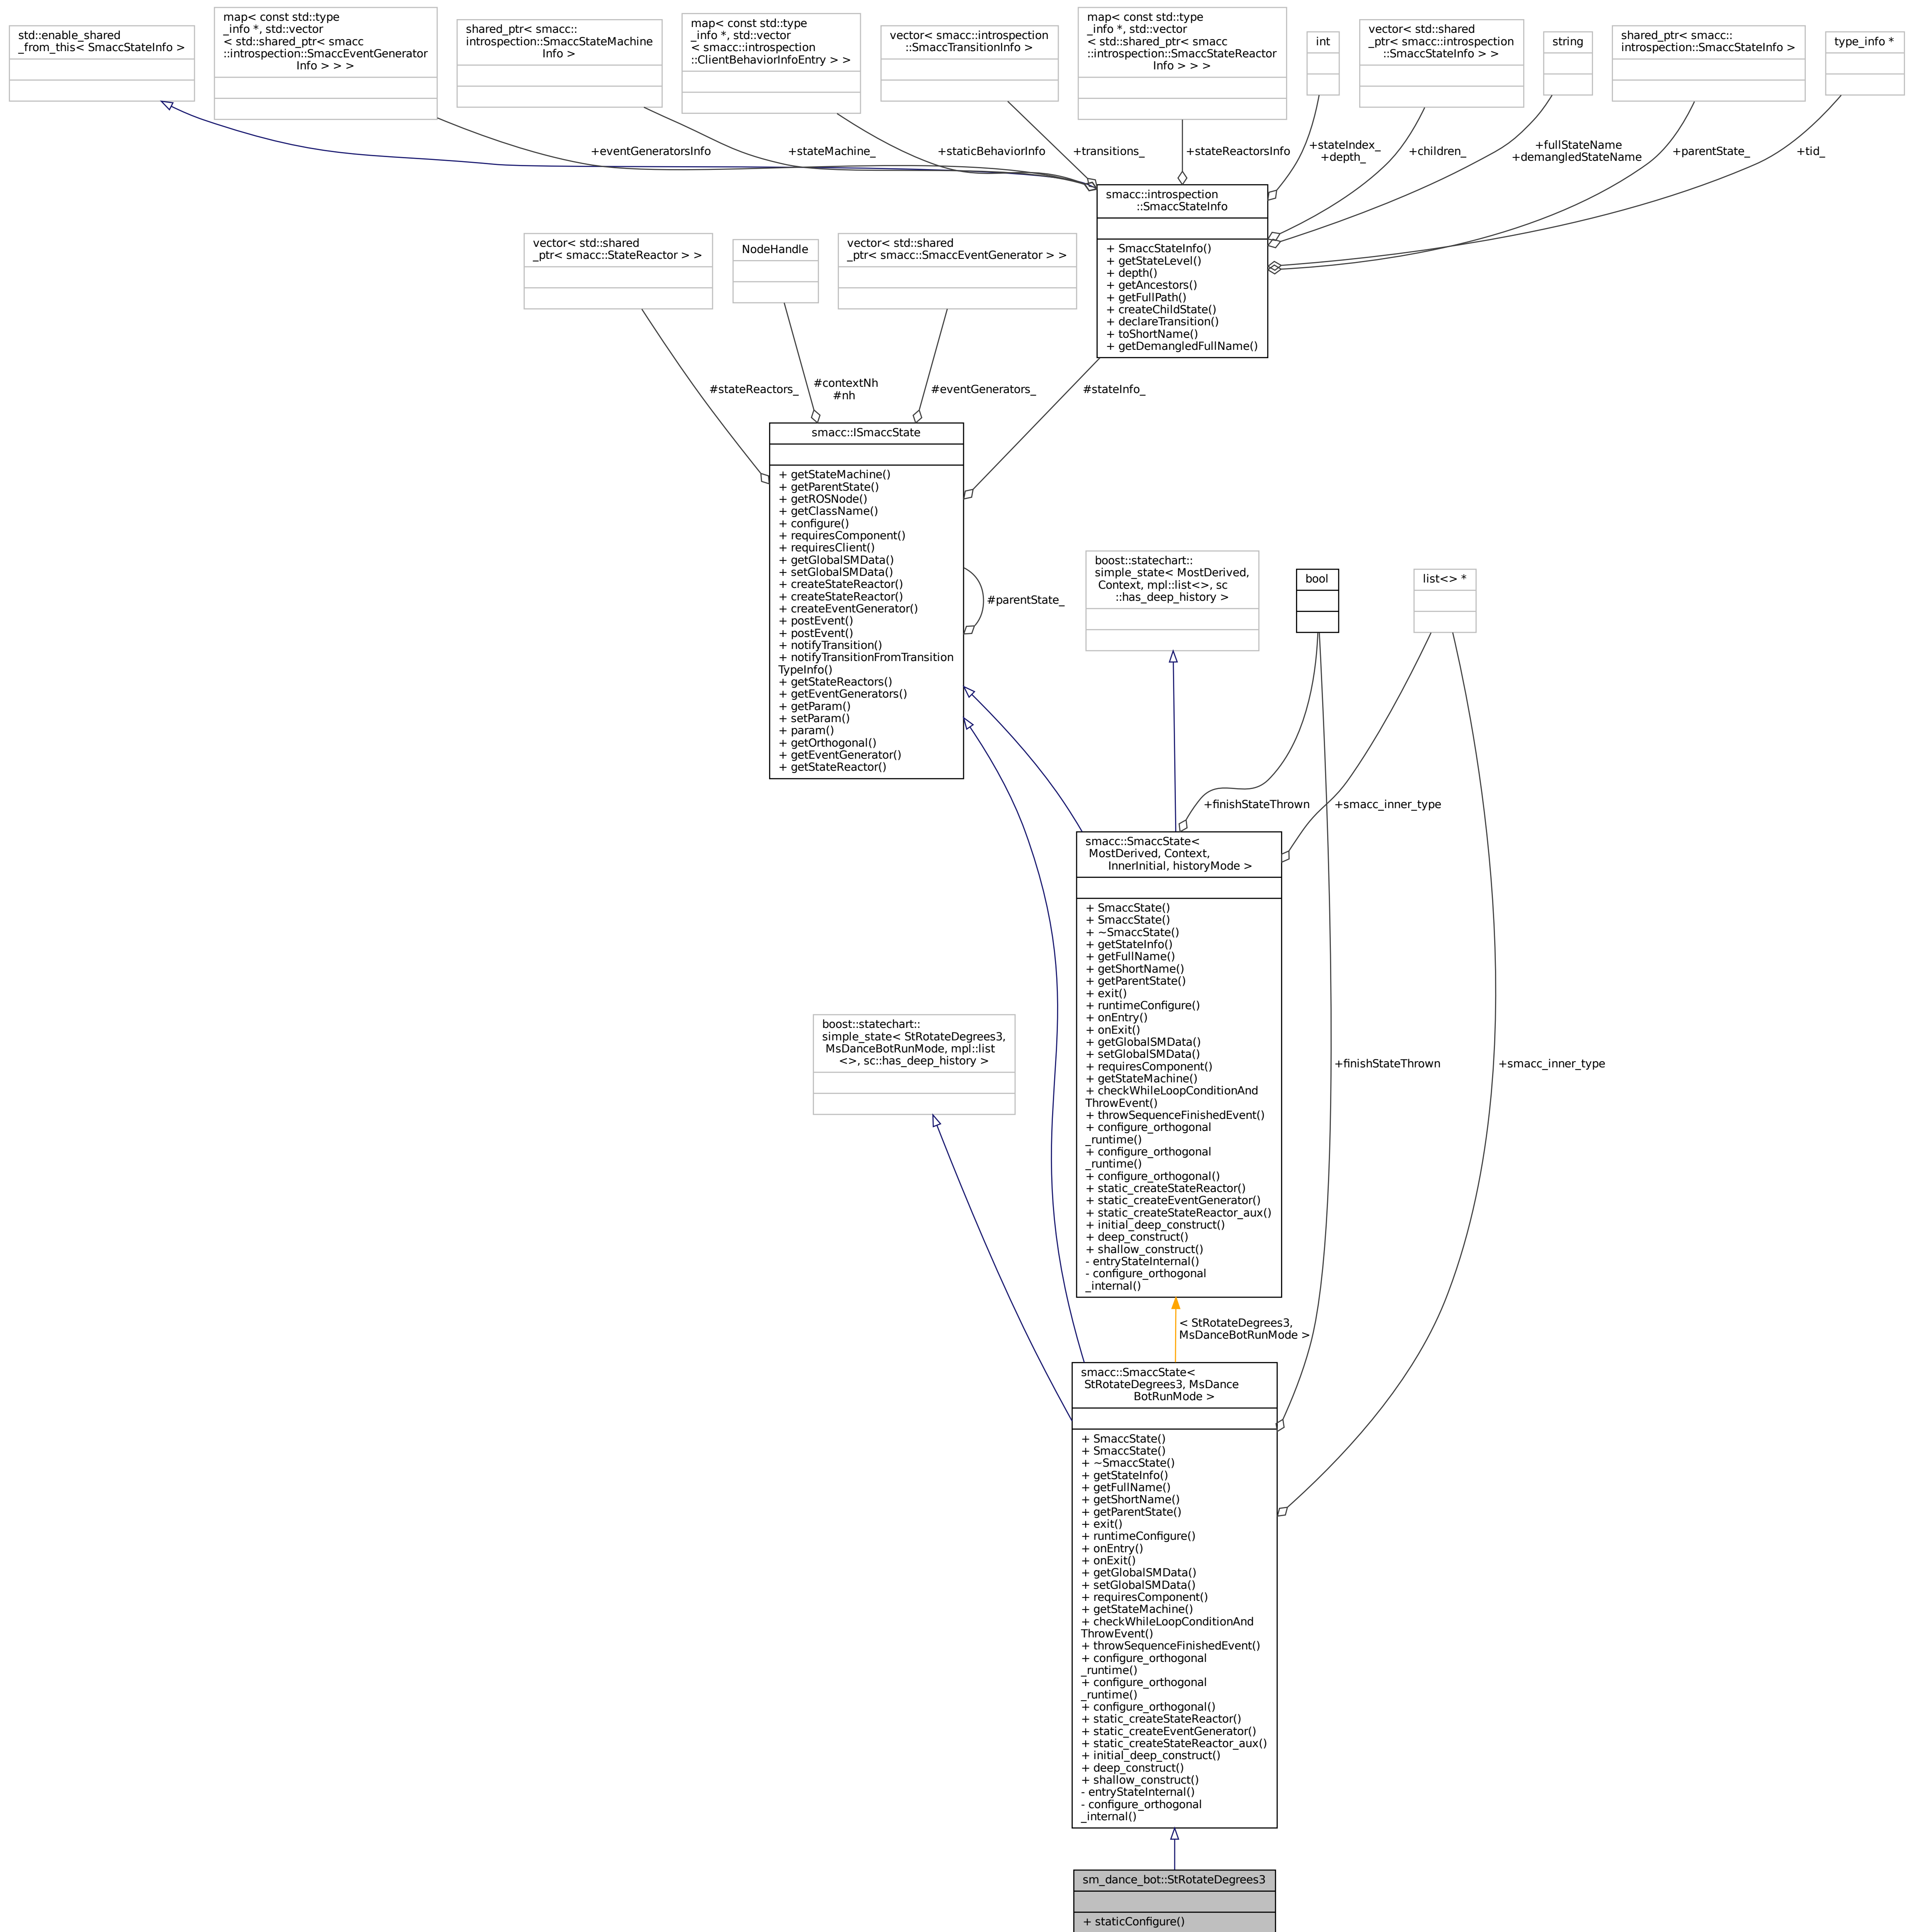 std::enable_shared
_from_this< SmaccStateInfo >
map< const std::type
_info *, std::vector
< std::shared_ptr< smacc
::introspection::SmaccEventGenerator
Info > > >
shared_ptr< smacc::
introspection::SmaccStateMachine
Info >
map< const std::type
_info *, std::vector
< smacc::introspection
::ClientBehaviorInfoEntry > >
vector< smacc::introspection
::SmaccTransitionInfo >
map< const std::type
_info *, std::vector
< std::shared_ptr< smacc
::introspection::SmaccStateReactor
Info > > >
int
vector< std::shared
_ptr< smacc::introspection
::SmaccStateInfo > >
string
shared_ptr< smacc::
introspection::SmaccStateInfo >
type_info *
+eventGeneratorsInfo
+stateMachine_
+staticBehaviorInfo
+transitions_
+stateReactorsInfo
+stateIndex_
+depth_
+children_
+fullStateName
+demangledStateName
+parentState_
+tid_
smacc::introspection
::SmaccStateInfo
+ SmaccStateInfo()
+ getStateLevel()
+ depth()
+ getAncestors()
+ getFullPath()
+ createChildState()
+ declareTransition()
+ toShortName()
+ getDemangledFullName()
vector< std::shared
_ptr< smacc::StateReactor > >
NodeHandle
vector< std::shared
_ptr< smacc::SmaccEventGenerator > >
#stateReactors_
#contextNh
#nh
#eventGenerators_
#stateInfo_
smacc::ISmaccState
+ getStateMachine()
+ getParentState()
+ getROSNode()
+ getClassName()
+ configure()
+ requiresComponent()
+ requiresClient()
+ getGlobalSMData()
+ setGlobalSMData()
+ createStateReactor()
+ createStateReactor()
+ createEventGenerator()
+ postEvent()
+ postEvent()
+ notifyTransition()
+ notifyTransitionFromTransition
TypeInfo()
+ getStateReactors()
+ getEventGenerators()
+ getParam()
+ setParam()
+ param()
+ getOrthogonal()
+ getEventGenerator()
+ getStateReactor()
#parentState_
boost::statechart::
simple_state< MostDerived,
Context, mpl::list<>, sc
::has_deep_history >
bool
list<> *
+finishStateThrown
+smacc_inner_type
smacc::SmaccState<
MostDerived, Context,
InnerInitial, historyMode >
+ SmaccState()
+ SmaccState()
+ ~SmaccState()
+ getStateInfo()
+ getFullName()
+ getShortName()
+ getParentState()
+ exit()
+ runtimeConfigure()
+ onEntry()
+ onExit()
+ getGlobalSMData()
+ setGlobalSMData()
+ requiresComponent()
+ getStateMachine()
+ checkWhileLoopConditionAnd
ThrowEvent()
+ throwSequenceFinishedEvent()
+ configure_orthogonal
_runtime()
+ configure_orthogonal
_runtime()
+ configure_orthogonal()
+ static_createStateReactor()
+ static_createEventGenerator()
+ static_createStateReactor_aux()
+ initial_deep_construct()
+ deep_construct()
+ shallow_construct()
- entryStateInternal()
- configure_orthogonal
_internal()
boost::statechart::
simple_state< StRotateDegrees3,
MsDanceBotRunMode, mpl::list
<>, sc::has_deep_history >
+finishStateThrown
+smacc_inner_type
< StRotateDegrees3,
MsDanceBotRunMode >
smacc::SmaccState<
StRotateDegrees3, MsDance
BotRunMode >
+ SmaccState()
+ SmaccState()
+ ~SmaccState()
+ getStateInfo()
+ getFullName()
+ getShortName()
+ getParentState()
+ exit()
+ runtimeConfigure()
+ onEntry()
+ onExit()
+ getGlobalSMData()
+ setGlobalSMData()
+ requiresComponent()
+ getStateMachine()
+ checkWhileLoopConditionAnd
ThrowEvent()
+ throwSequenceFinishedEvent()
+ configure_orthogonal
_runtime()
+ configure_orthogonal
_runtime()
+ configure_orthogonal()
+ static_createStateReactor()
+ static_createEventGenerator()
+ static_createStateReactor_aux()
+ initial_deep_construct()
+ deep_construct()
+ shallow_construct()
- entryStateInternal()
- configure_orthogonal
_internal()
sm_dance_bot::StRotateDegrees3
+ staticConfigure()